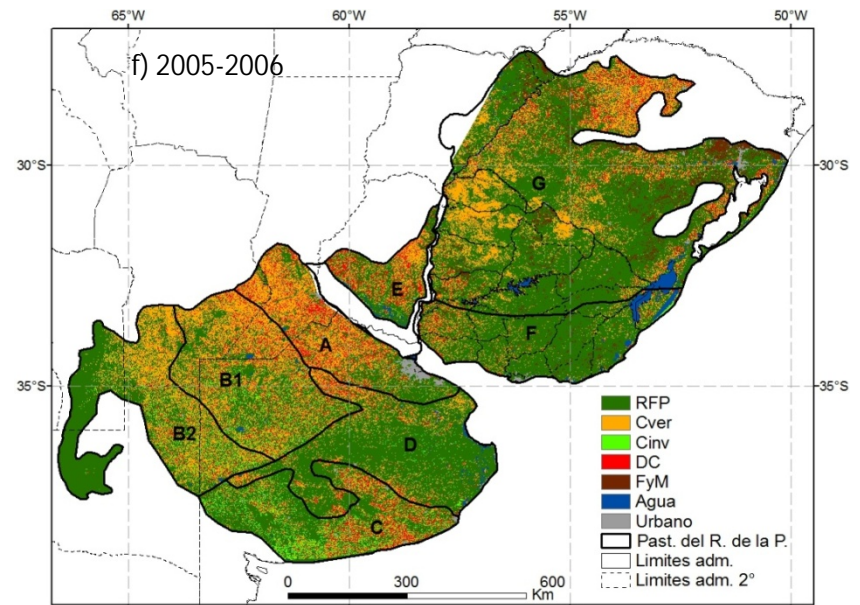 65°W 60°W 55°W 50°W
f) 2005-2006
30°S 30°S
G
E
A
F
35°S 35°S
B1
B2
D
C
RFP
Cver
Cinv
DC
FyM
Agua
Urbano
Past. del R. de la P.
Limites adm.
Limites adm. 2°
0 300 600
Km